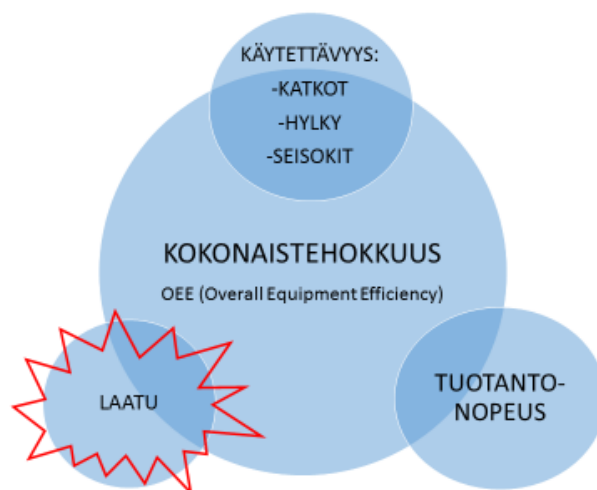 KÄYTETTÄVYYS:
-KATKOT
-HYLKY
-SEISOKIT
KOKONAISTEHOKKUUS
OEE (Overall Equipment Efficiency)
LAATU
TUOTANTO-
NOPEUS